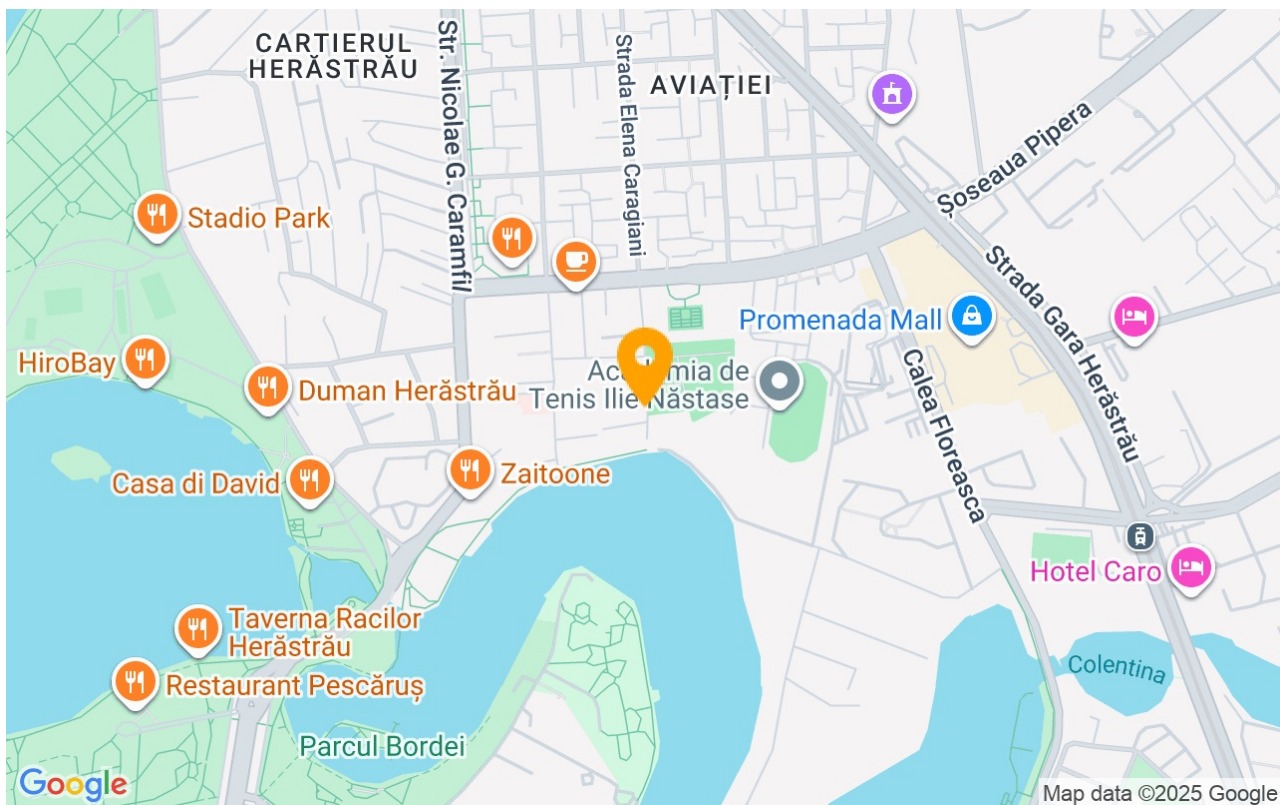 CARTIERUL
HERĂSTRĂU
Str. Nicolae G. Caramfil
Strada Elena Caragiani
AVIAȚIEI
Șoseaua Pipera
Stadio Park
Strada Gara Herăstrău
Promenada Mall
HiroBay
Duman Herăstrău
Academia de
Tenis Ilie Năstase
Calea Floreasca
Casa di David
Zaitoone
Hotel Caro
Taverna Racilor
Herăstrău
Restaurant Pescăruș
Colentina
Parcul Bordei
Google
Map data ©2025 Google